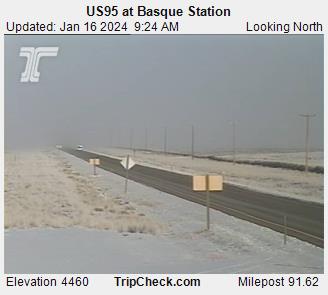 US95 at Basque Station
Updated: Jan 16 2024 9:24 AM Looking North
Elevation 4460 TripCheck.com Milepost 91.62